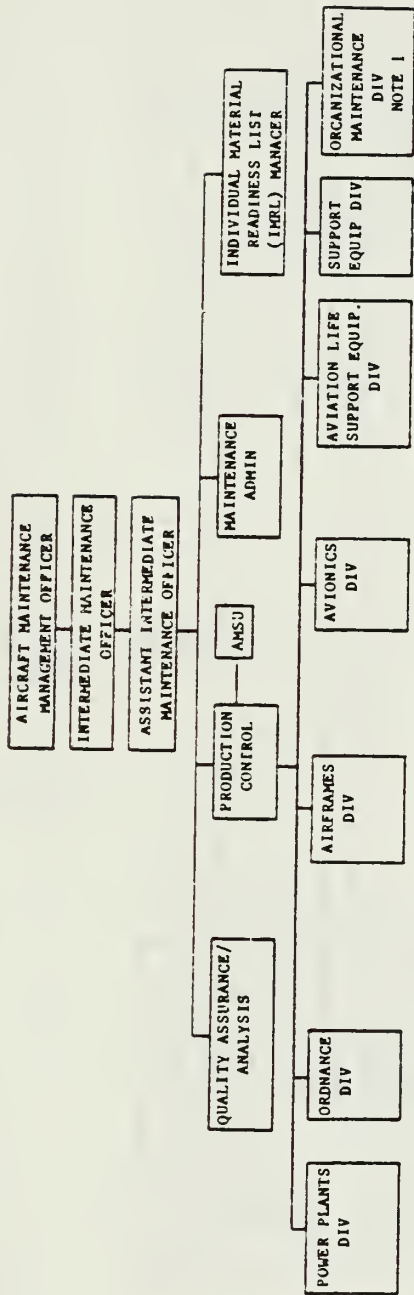 AIRCRAFT MAINTENANCE
MANAGEMENT OFFICER
INTERMEDIATE MAINTENANCE
OFFICER
ASSISTANT INTERMEDIATE
MAINTENANCE OFFICER
QUALITY ASSURANCE/
ANALYSIS
PRODUCTION
CONTROL
AMSU
MAINTENANCE
ADMIN
INDIVIDUAL MATERIAL
READINESS LIST
(IMRL) MANAGER
POWER PLANTS
DIV
ORDNANCE
DIV
AIRFRAMES
DIV
AVIONICS
DIV
AVIATION LIFE
SUPPORT EQUIP.
DIV
SUPPORT
EQUIP DIV
ORGANIZATIONAL
MAINTENANCE
DIV
NOTE 1